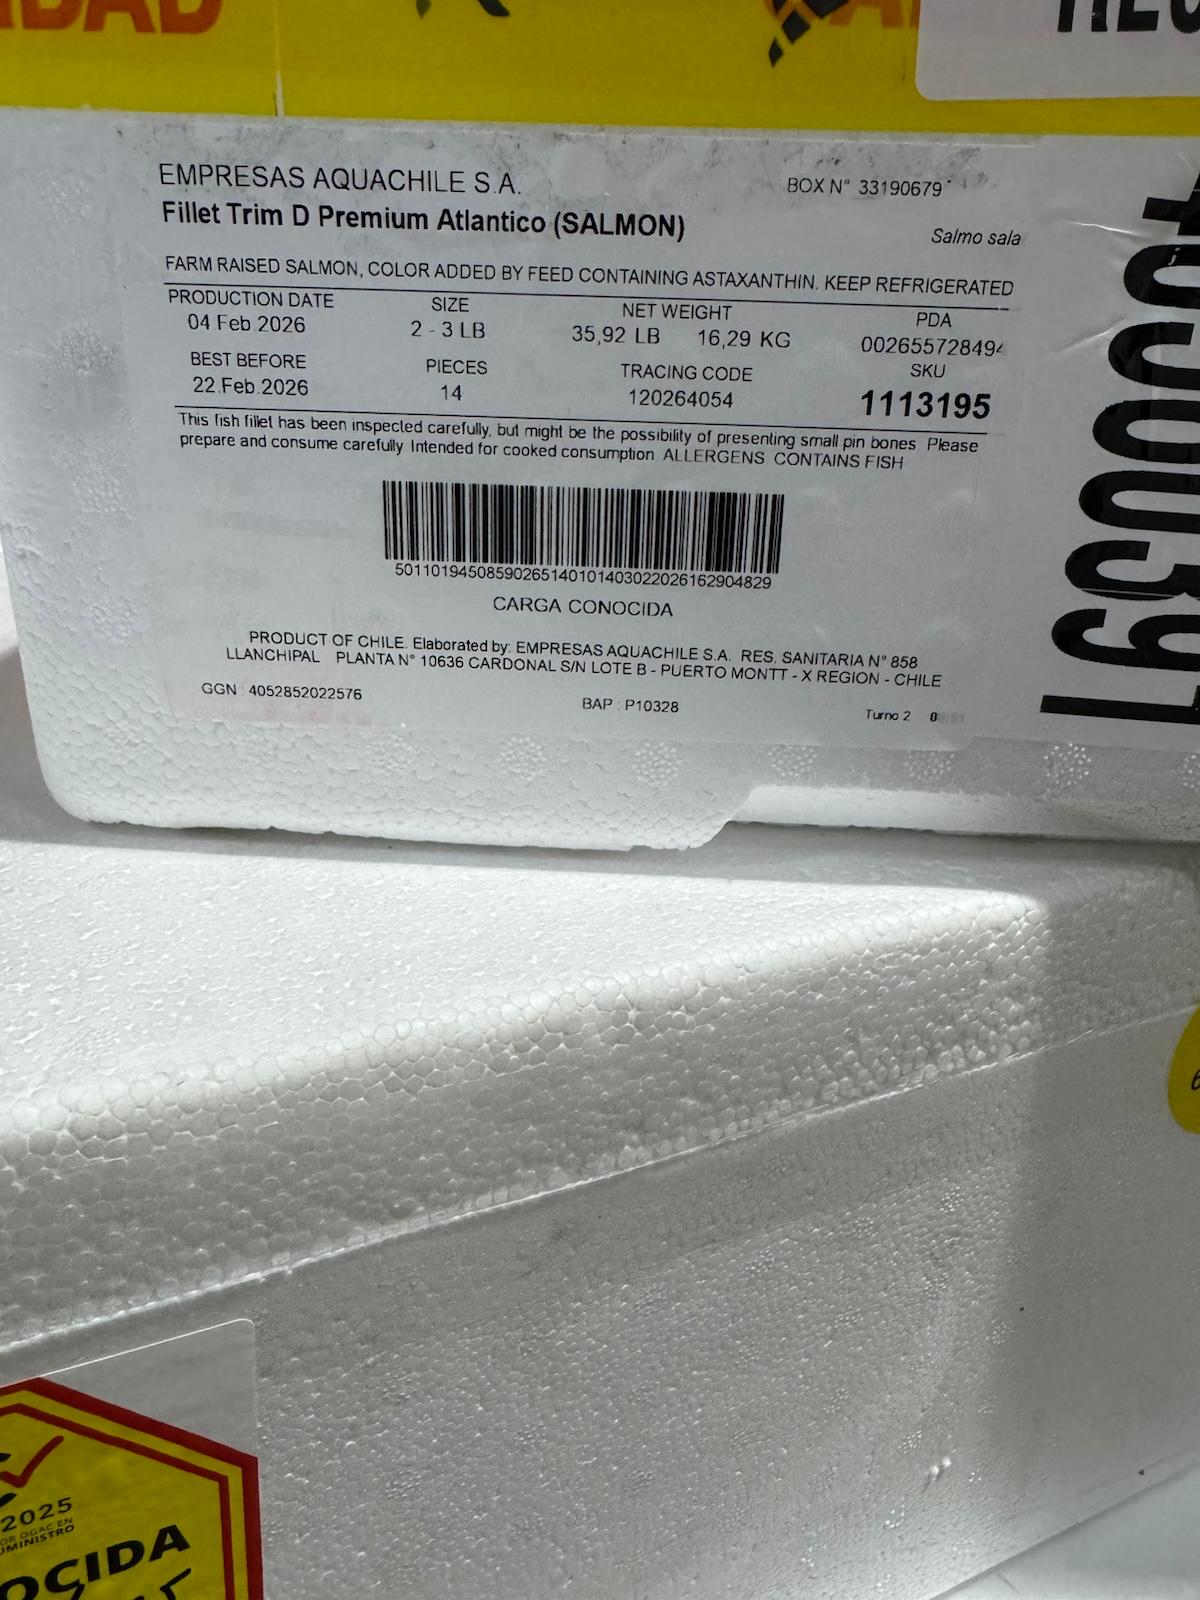 EMPRESAS AQUACHILE S.A.
BOX N° 33190679
Fillet Trim D Premium Atlantico (SALMON)
Salmo sala
FARM RAISED SALMON, COLOR ADDED BY FEED CONTAINING ASTAXANTHIN. KEEP REFRIGERATED
PRODUCTION DATE SIZE NET WEIGHT PDA
04 Feb 2026 2 - 3 LB 35,92 LB 16,29 KG 002655728494
BEST BEFORE PIECES TRACING CODE SKU
22.Feb.2026 14 120264054 1113195
This fish fillet has been inspected carefully, but might be the possibility of presenting small pin bones Please
prepare and consume carefully Intended for cooked consumption ALLERGENS CONTAINS FISH
501101945085902651401014030220261629048​29
CARGA CONOCIDA
PRODUCT OF CHILE. Elaborated by: EMPRESAS AQUACHILE S.A. RES. SANITARIA N° 858
LLANCHIPAL PLANTA N° 10636 CARDONAL S/N LOTE B - PUERTO MONTT - X REGION - CHILE
GGN : 4052852022576
BAP : P10328
Turno 2
2025